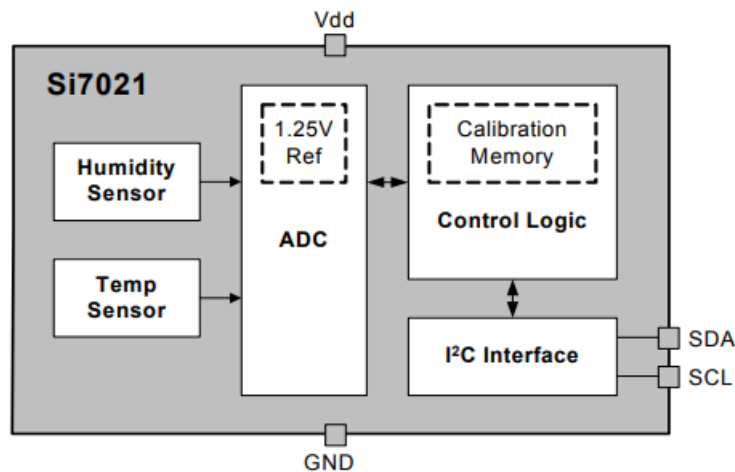 Vdd
Si7021
1.25V
Ref
Calibration
Memory
Humidity
Sensor
Control Logic
ADC
Temp
Sensor
I²C Interface
SDA
SCL
GND